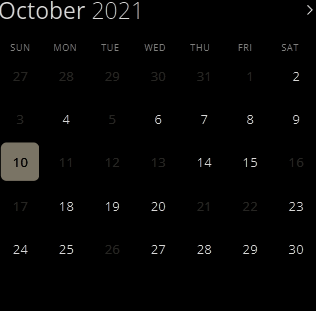 October 2021
SUN MON TUE WED THU FRI SAT
27 28 29 30 31 1 2
3 4 5 6 7 8 9
10 11 12 13 14 15 16
17 18 19 20 21 22 23
24 25 26 27 28 29 30